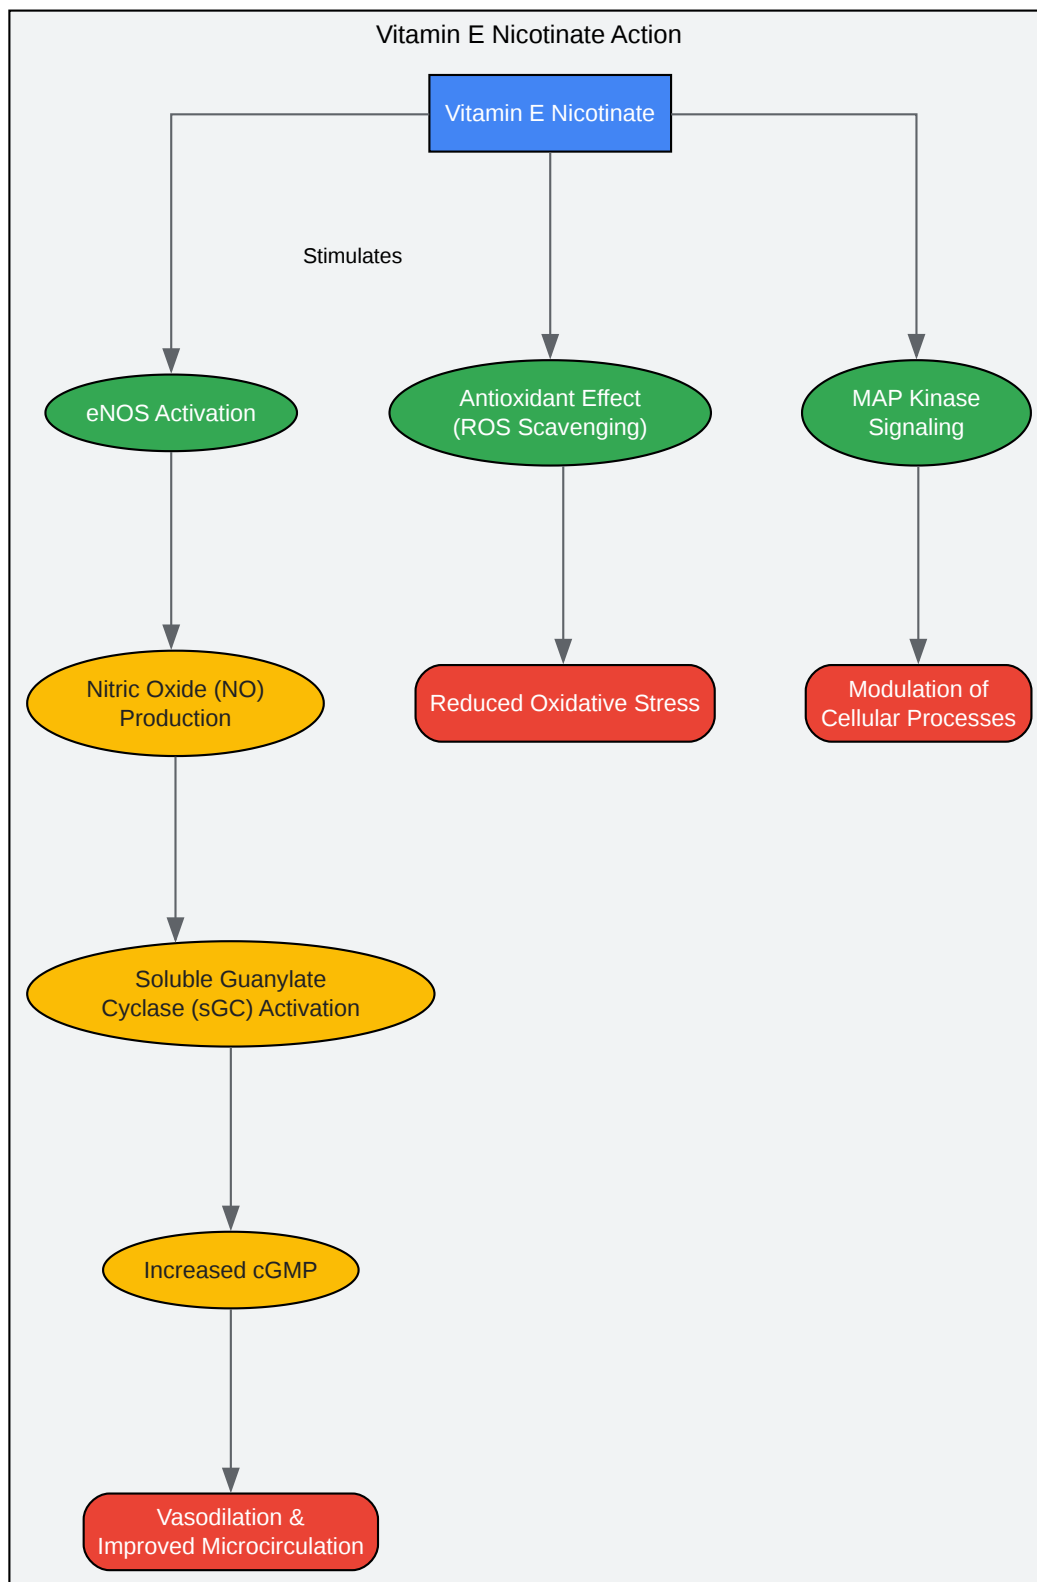 Vitamin E Nicotinate Action
Vitamin E Nicotinate
Stimulates
eNOS Activation
Antioxidant Effect
(ROS Scavenging)
MAP Kinase
Signaling
Nitric Oxide (NO)
Production
Reduced Oxidative Stress
Modulation of
Cellular Processes
Soluble Guanylate
Cyclase (sGC) Activation
Increased cGMP
Vasodilation &
Improved Microcirculation